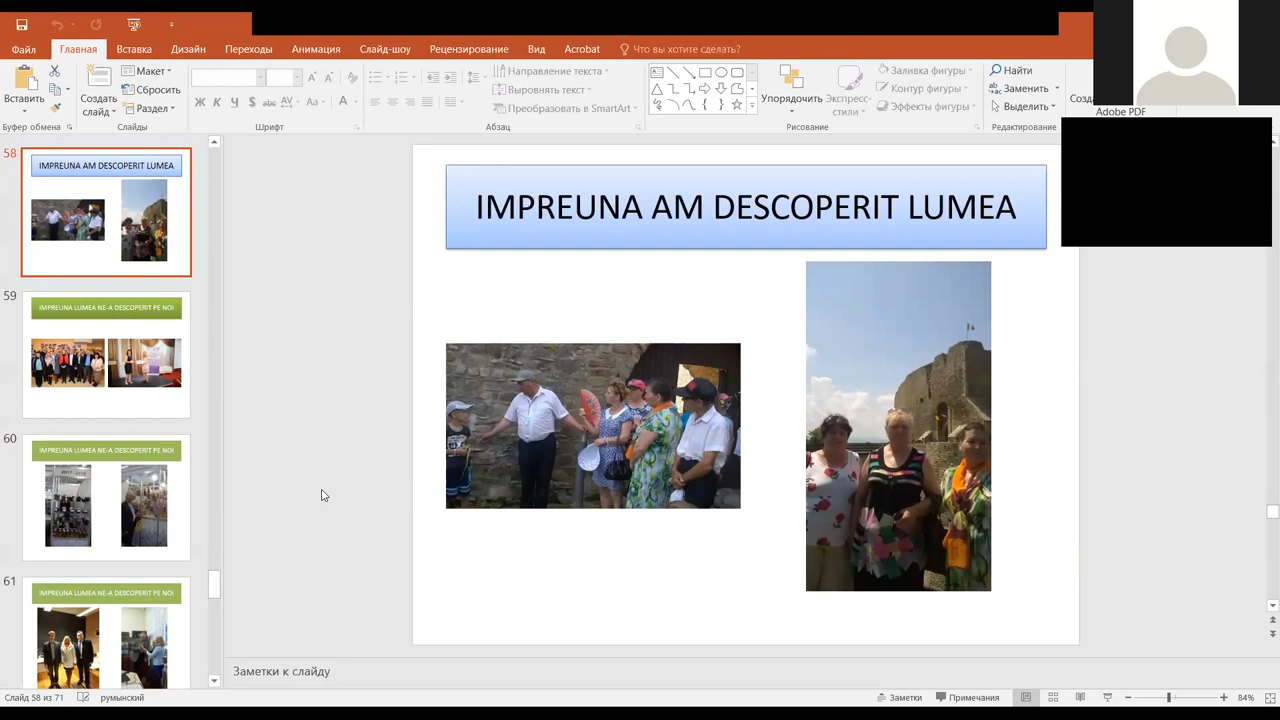 Файл Главная Вставка Дизайн Переходы Анимация Слайд-шоу Рецензирование Вид Acrobat Что вы хотите сделать?
Вставить
Создать слайд
Макет
Сбросить
Раздел
Ж К Ч S abc AV Aa A
Направление текста
Выровнять текст
Преобразовать в SmartArt
Упорядочить
Экспресс-стили
Заливка фигуры
Контур фигуры
Эффекты фигуры
Найти
Заменить
Выделить
Adobe PDF
Буфер обмена Слайды Шрифт Абзац Рисование Редактирование
58
IMPREUNA AM DESCOPERIT LUMEA
59
IMPREUNA LUMEA NE-A DESCOPERIT PE NOI
60
IMPREUNA LUMEA NE-A DESCOPERIT PE NOI
61
IMPREUNA LUMEA NE-A DESCOPERIT PE NOI
IMPREUNA AM DESCOPERIT LUMEA
Заметки к слайду
Слайд 58 из 71 румынский Заметки Примечания 84%